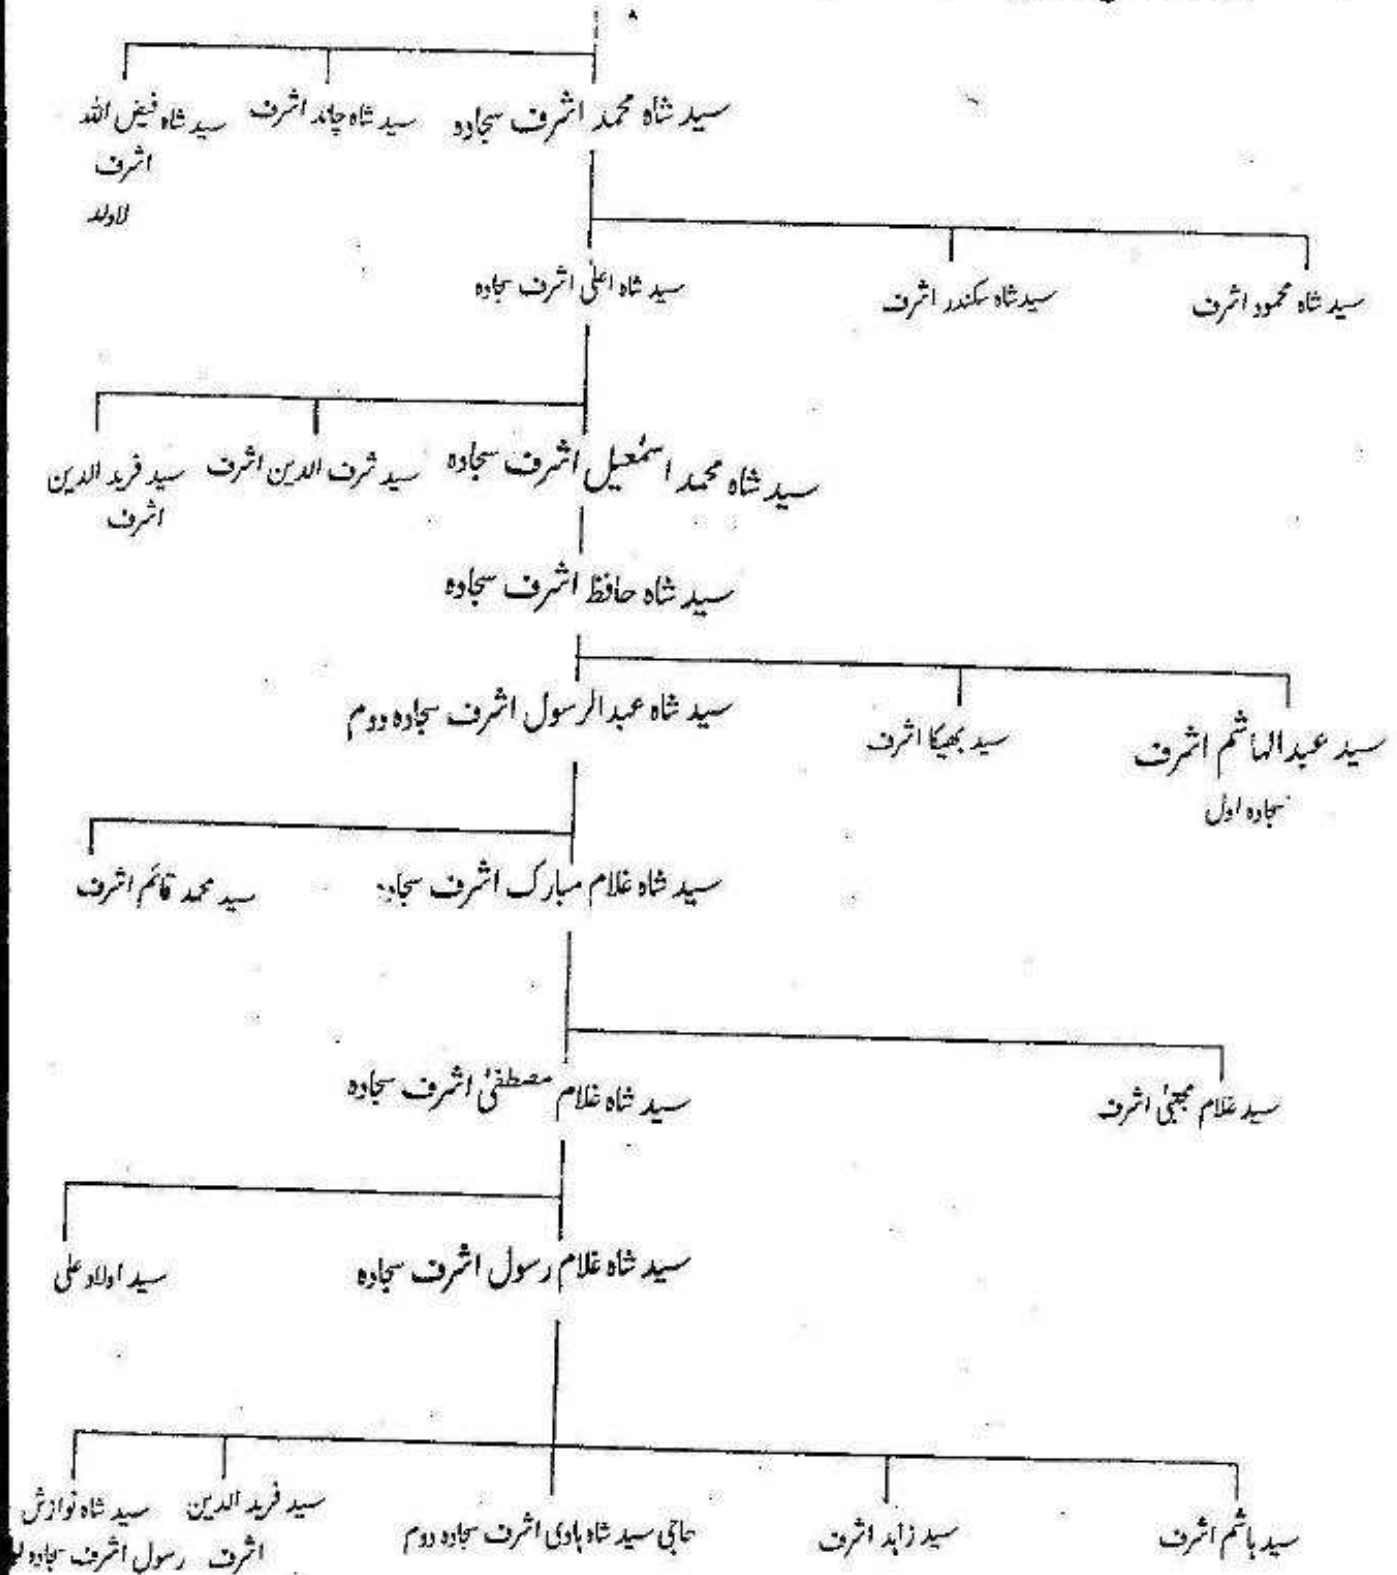 ۸
سید شاہ محمد اشرف سجادہ
سید شاہ چاند اشرف
سید شاہ فیض اللہ
اشرف
لاولد
سید شاہ محمود اشرف
سید شاہ سکندر اشرف
سید شاہ اعلیٰ اشرف سجادہ
سید شاہ محمد اسمٰعیل اشرف سجادہ
سید شرف الدین اشرف
سید فرید الدین
اشرف
سید شاہ حافظ اشرف سجادہ
سید عبدالہاشم اشرف
سجادہ اول
سید بھیکا اشرف
سید شاہ عبدالرسول اشرف سجادہ دوم
سید شاہ غلام مبارک اشرف سجادہ
سید محمد قائم اشرف
سید غلام مجتبیٰ اشرف
سید شاہ غلام مصطفیٰ اشرف سجادہ
سید شاہ غلام رسول اشرف سجادہ
سید اولاد علی
سید ہاشم اشرف
سید زاہد اشرف
حاجی سید شاہ ہادی اشرف سجادہ دوم
سید فرید الدین
اشرف
سید شاہ نوازش
رسول اشرف سجادہ